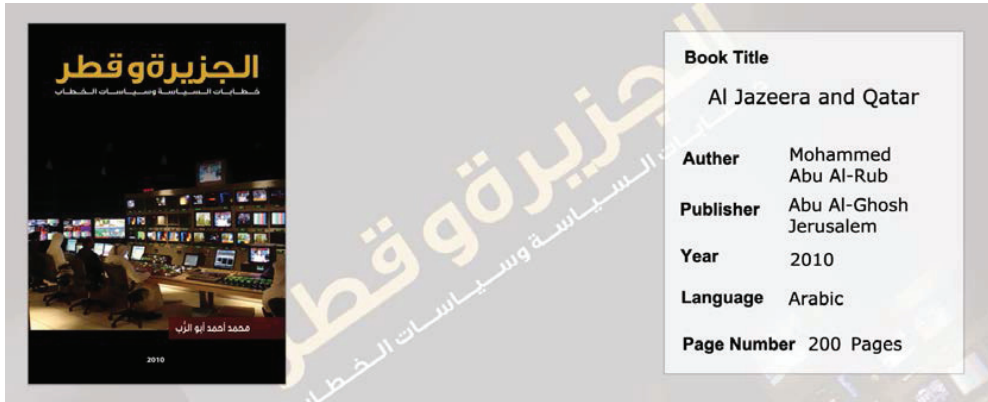 الجزيرة وقطر
خطابات السياسة وسياسات الخطاب
محمد أحمد أبو الرُّب
2010
الجزيرة وقطر
خطابات السياسة وسياسات الخطاب
Book Title
Al Jazeera and Qatar
Auther Mohammed
Abu Al-Rub
Publisher Abu Al-Ghosh
Jerusalem
Year 2010
Language Arabic
Page Number 200 Pages